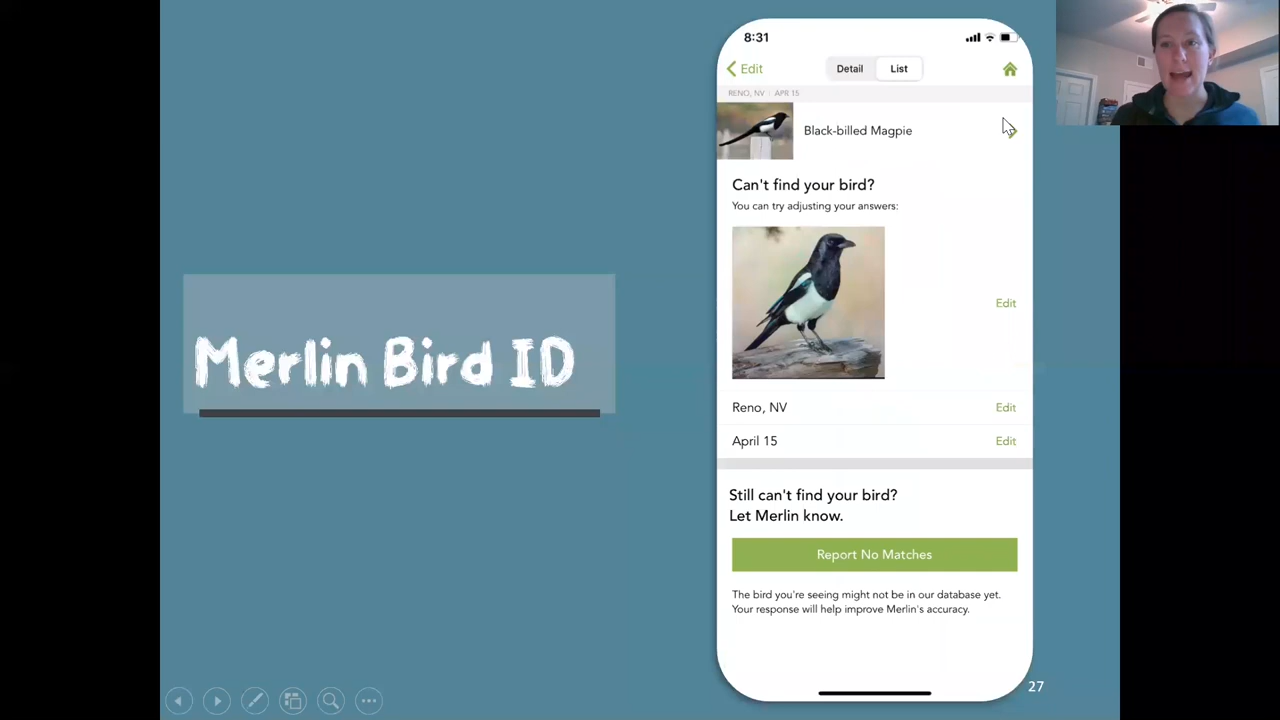 Merlin Bird ID
8:31
Edit
Detail
List
RENO, NV | APR 15
Black-billed Magpie
Can't find your bird?
You can try adjusting your answers:
Edit
Reno, NV
Edit
April 15
Edit
Still can't find your bird?
Let Merlin know.
Report No Matches
The bird you're seeing might not be in our database yet.
Your response will help improve Merlin's accuracy.
27